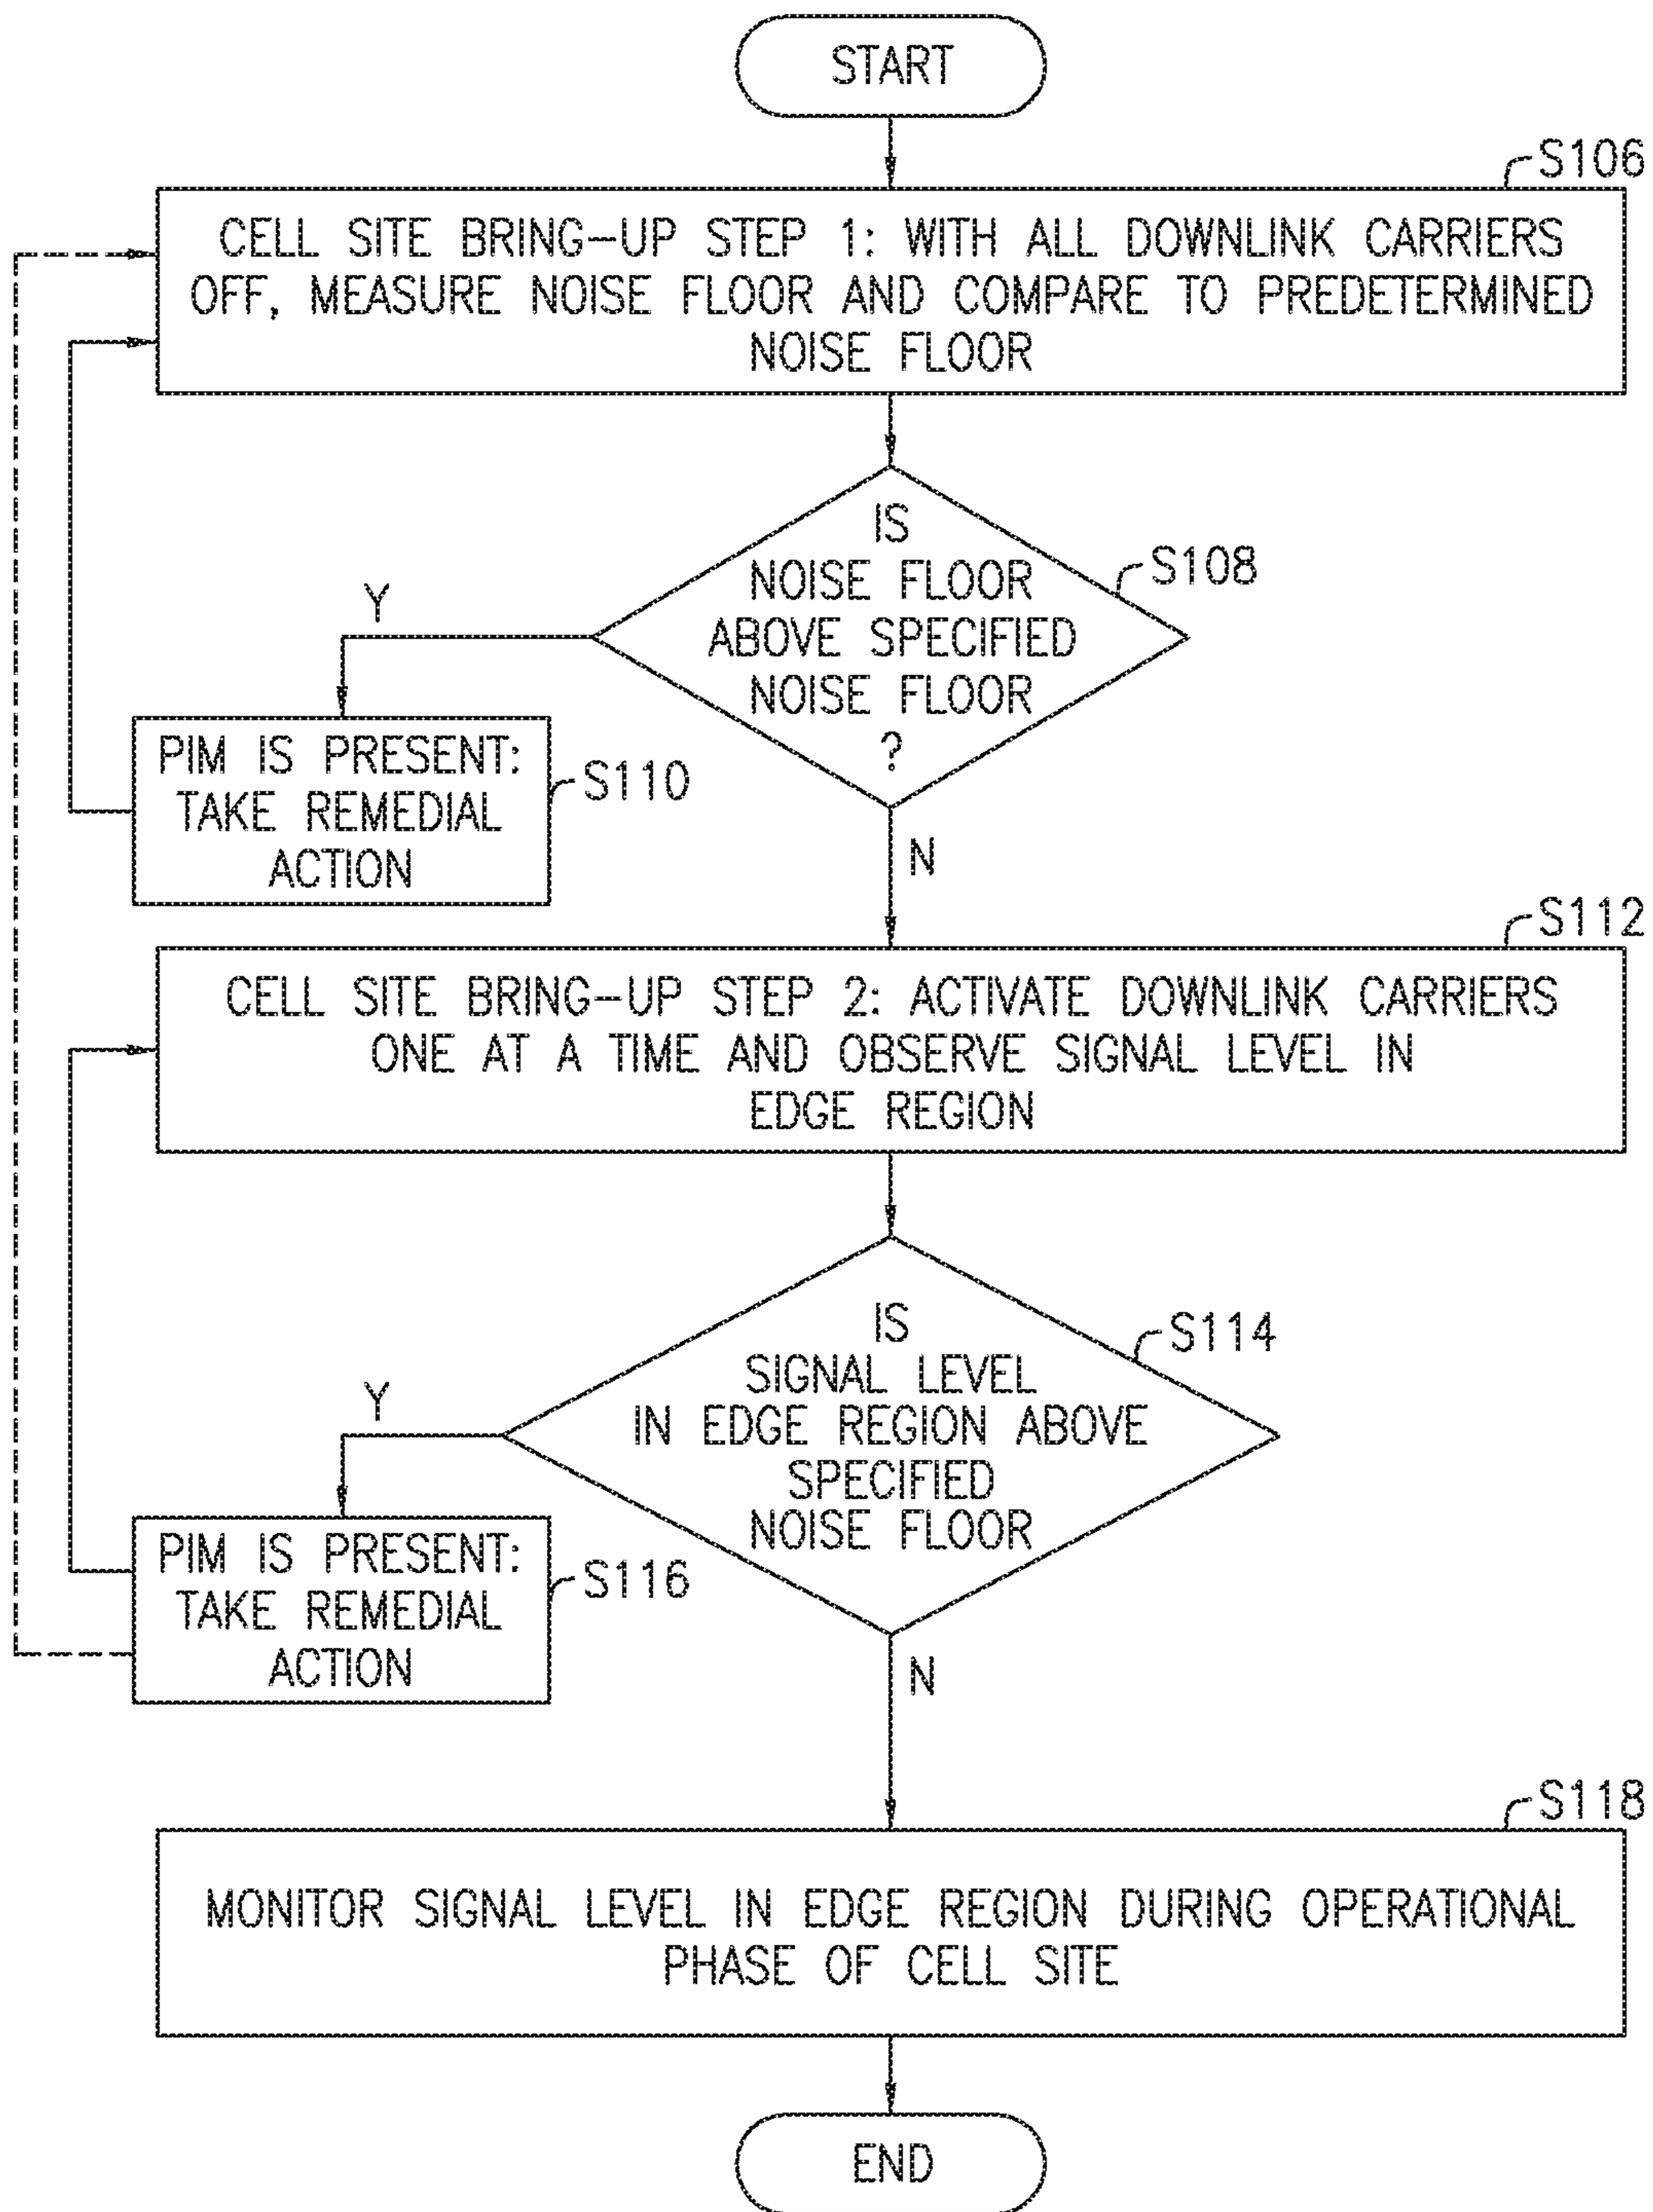 START
S106
CELL SITE BRING-UP STEP 1: WITH ALL DOWNLINK CARRIERS
OFF, MEASURE NOISE FLOOR AND COMPARE TO PREDETERMINED
NOISE FLOOR
IS
NOISE FLOOR
ABOVE SPECIFIED
NOISE FLOOR
?
S108
Y
PIM IS PRESENT:
TAKE REMEDIAL
ACTION
S110
N
S112
CELL SITE BRING-UP STEP 2: ACTIVATE DOWNLINK CARRIERS
ONE AT A TIME AND OBSERVE SIGNAL LEVEL IN
EDGE REGION
IS
SIGNAL LEVEL
IN EDGE REGION ABOVE
SPECIFIED
NOISE FLOOR
S114
Y
PIM IS PRESENT:
TAKE REMEDIAL
ACTION
S116
N
S118
MONITOR SIGNAL LEVEL IN EDGE REGION DURING OPERATIONAL
PHASE OF CELL SITE
END